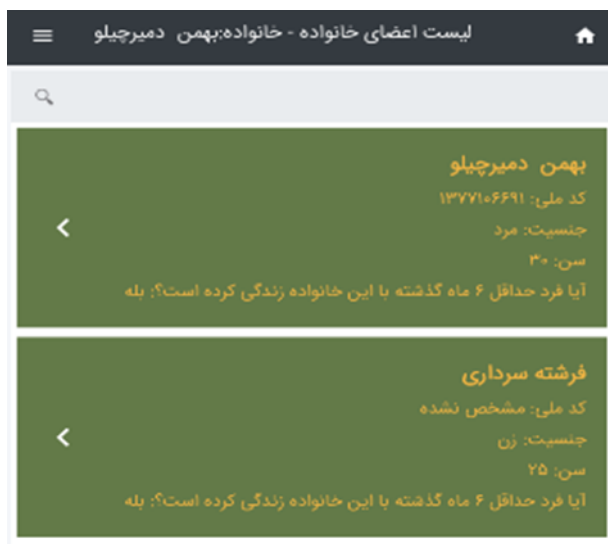 لیست اعضای خانواده - خانواده:بهمن دمیرچیلو
بهمن دمیرچیلو
کد ملی: ۱۳۷۷۱۰۶۶۹۱
جنسیت: مرد
سن: ۳۰
آیا فرد حداقل ۶ ماه گذشته با این خانواده زندگی کرده است؟: بله
فرشته سرداری
کد ملی: مشخص نشده
جنسیت: زن
سن: ۲۵
آیا فرد حداقل ۶ ماه گذشته با این خانواده زندگی کرده است؟: بله